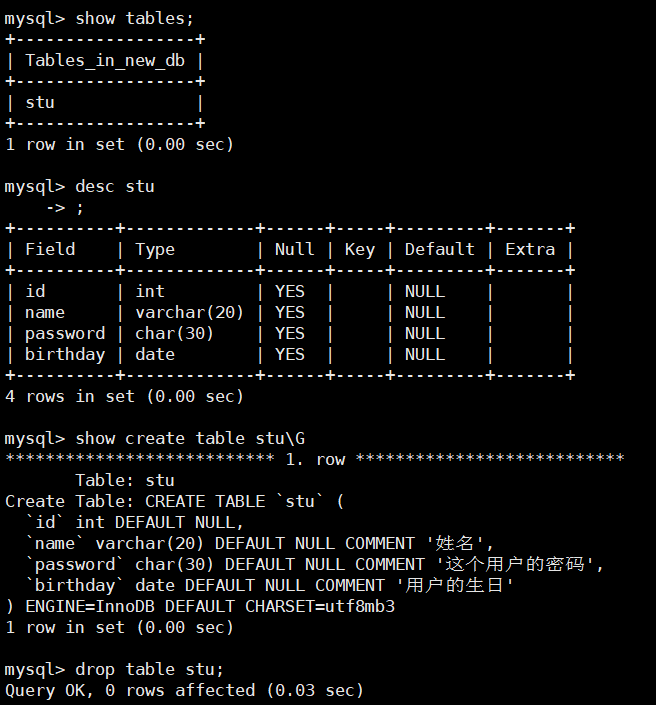 mysql> show tables;
+------------------+
| Tables_in_new_db |
+------------------+
| stu              |
+------------------+
1 row in set (0.00 sec)

mysql> desc stu
    -> ;
+----------+-------------+------+-----+---------+-------+
| Field    | Type        | Null | Key | Default | Extra |
+----------+-------------+------+-----+---------+-------+
| id       | int         | YES  |     | NULL    |       |
| name     | varchar(20) | YES  |     | NULL    |       |
| password | char(30)    | YES  |     | NULL    |       |
| birthday | date        | YES  |     | NULL    |       |
+----------+-------------+------+-----+---------+-------+
4 rows in set (0.00 sec)

mysql> show create table stu\G
*************************** 1. row ***************************
       Table: stu
Create Table: CREATE TABLE `stu` (
  `id` int DEFAULT NULL,
  `name` varchar(20) DEFAULT NULL COMMENT '姓名',
  `password` char(30) DEFAULT NULL COMMENT '这个用户的密码',
  `birthday` date DEFAULT NULL COMMENT '用户的生日'
) ENGINE=InnoDB DEFAULT CHARSET=utf8mb3
1 row in set (0.00 sec)

mysql> drop table stu;
Query OK, 0 rows affected (0.03 sec)